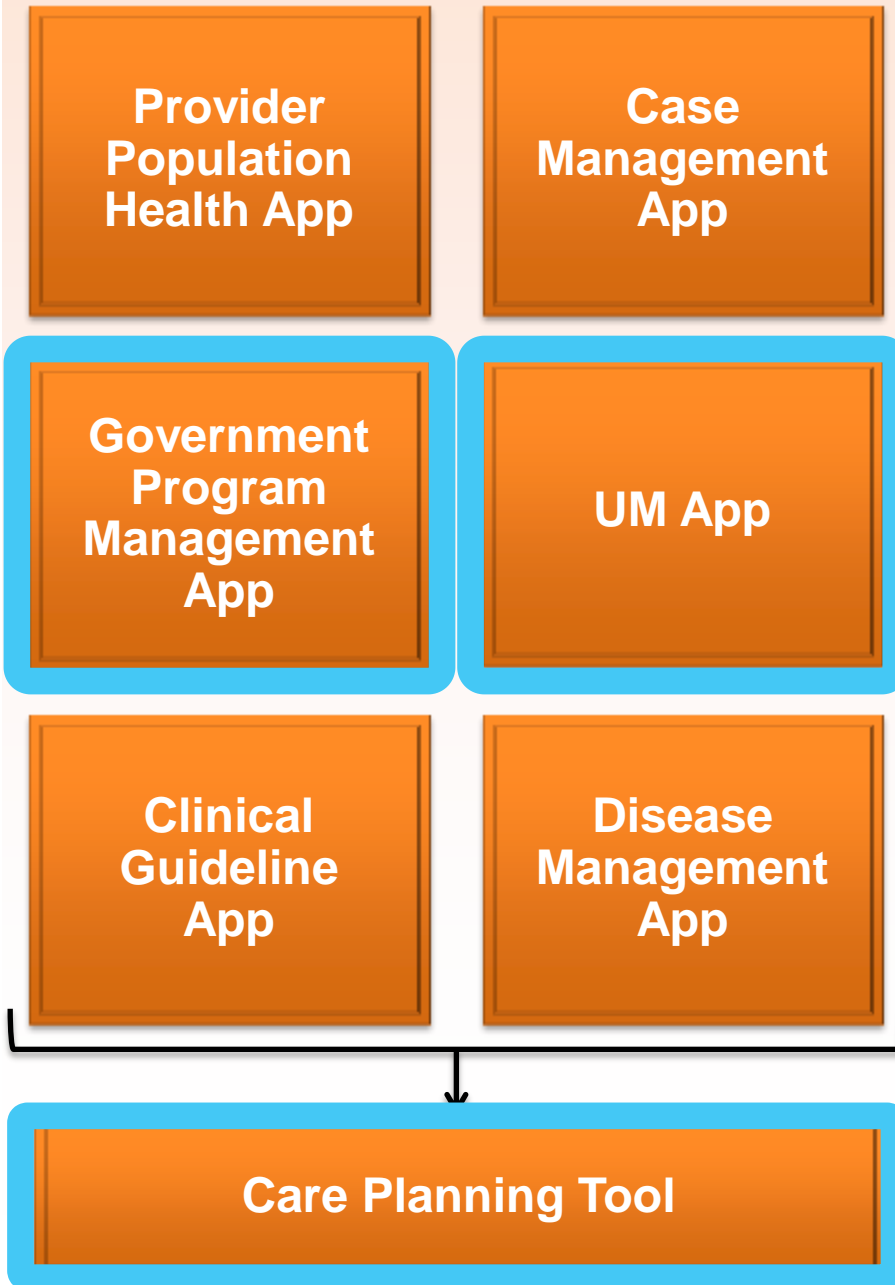 Provider
Population
Health App
Case
Management
App
Government
Program
Management
App
UM App
Clinical
Guideline
App
Disease
Management
App
Care Planning Tool